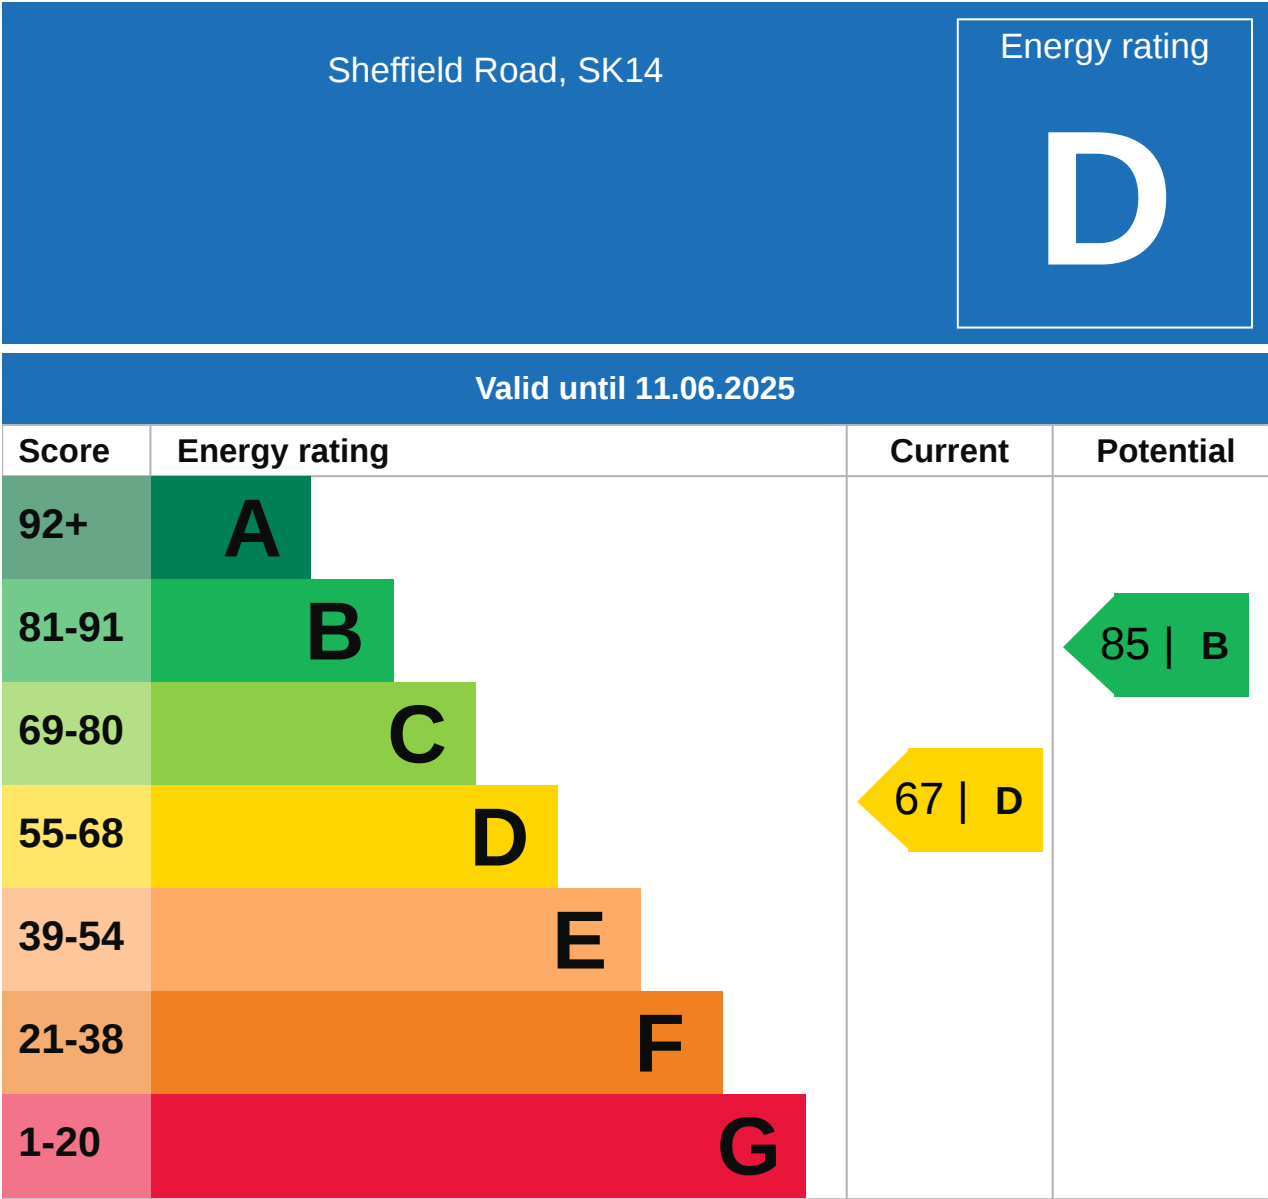 Sheffield Road, SK14
Energy rating
D
Valid until 11.06.2025
Score Energy rating Current Potential
92+ A
81-91 B 85 | B
69-80 C
55-68 D 67 | D
39-54 E
21-38 F
1-20 G